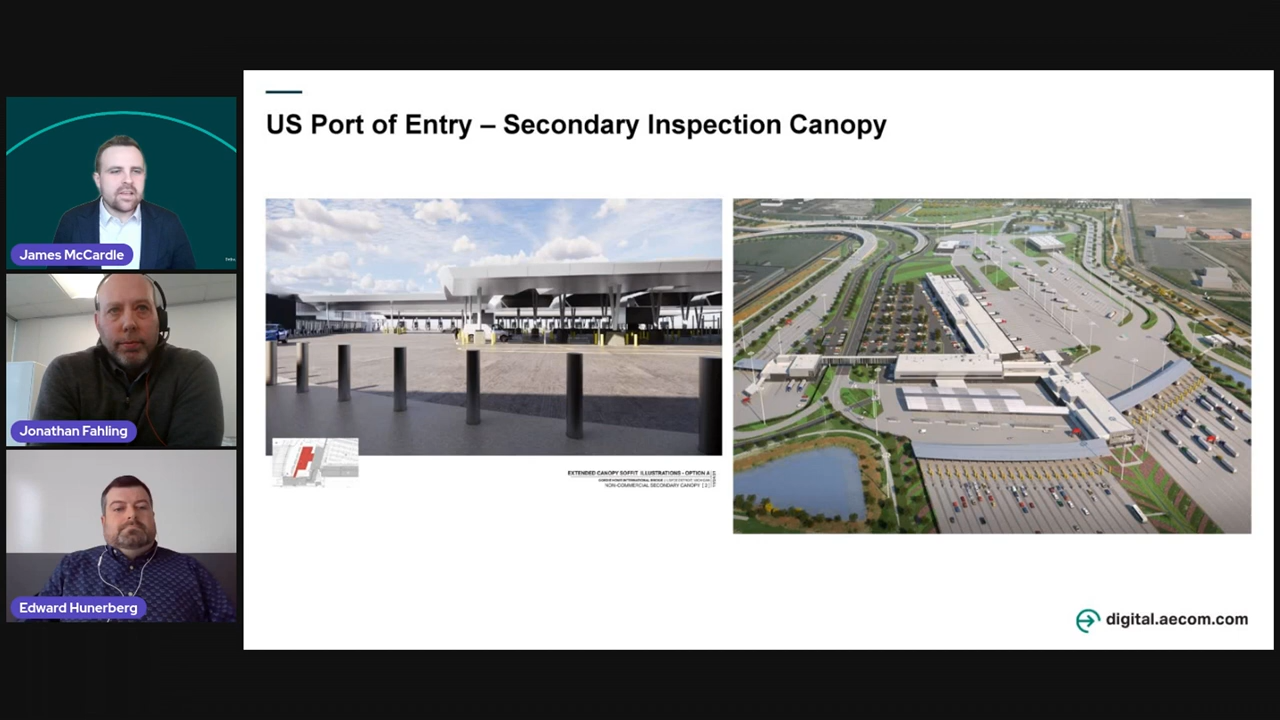 US Port of Entry – Secondary Inspection Canopy
James McCardle
Jonathan Fahling
Edward Hunerberg
EXTENDED CANOPY SOFFIT ILLUSTRATIONS - OPTION A
NON-COMMERCIAL SECONDARY CANOPY
digital.aecom.com